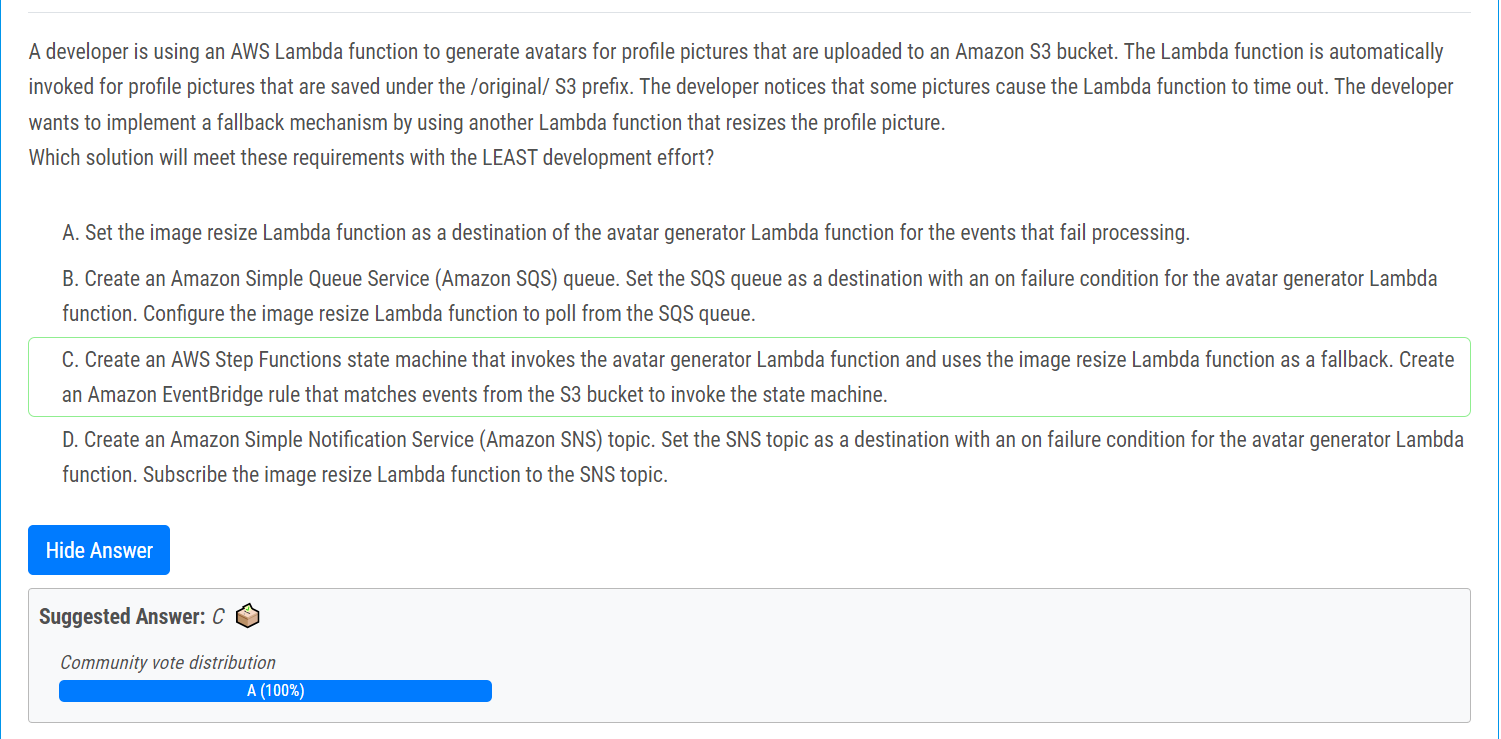 A developer is using an AWS Lambda function to generate avatars for profile pictures that are uploaded to an Amazon S3 bucket. The Lambda function is automatically
invoked for profile pictures that are saved under the /original/ S3 prefix. The developer notices that some pictures cause the Lambda function to time out. The developer
wants to implement a fallback mechanism by using another Lambda function that resizes the profile picture.
Which solution will meet these requirements with the LEAST development effort?
A. Set the image resize Lambda function as a destination of the avatar generator Lambda function for the events that fail processing.
B. Create an Amazon Simple Queue Service (Amazon SQS) queue. Set the SQS queue as a destination with an on failure condition for the avatar generator Lambda
function. Configure the image resize Lambda function to poll from the SQS queue.
C. Create an AWS Step Functions state machine that invokes the avatar generator Lambda function and uses the image resize Lambda function as a fallback. Create
an Amazon EventBridge rule that matches events from the S3 bucket to invoke the state machine.
D. Create an Amazon Simple Notification Service (Amazon SNS) topic. Set the SNS topic as a destination with an on failure condition for the avatar generator Lambda
function. Subscribe the image resize Lambda function to the SNS topic.
Hide Answer
Suggested Answer: C
Community vote distribution
A (100%)